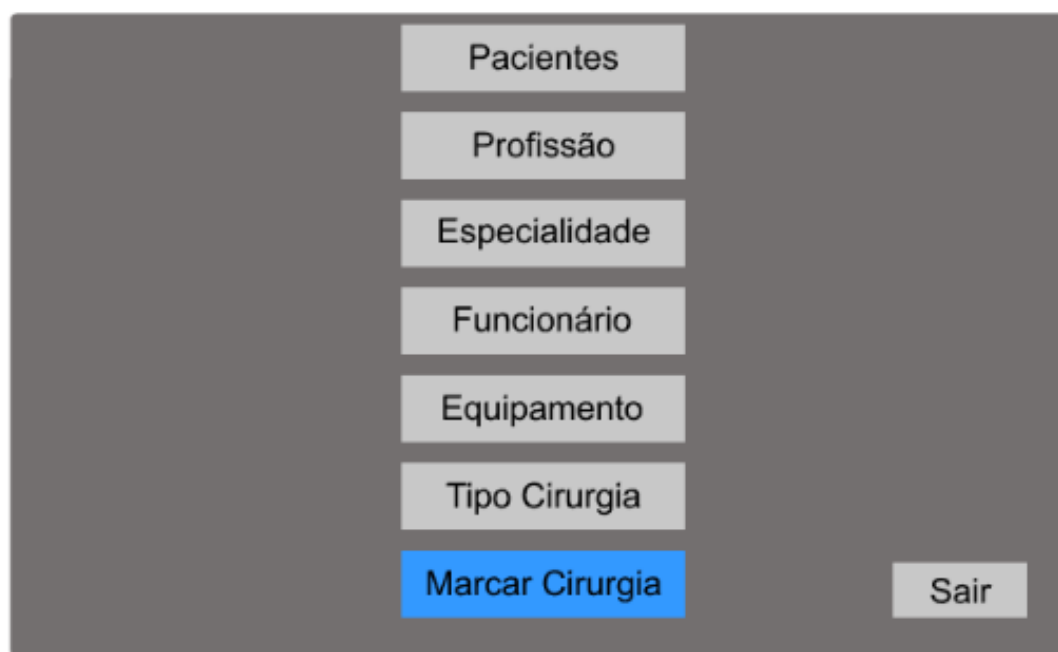 Pacientes
Profissão
Especialidade
Funcionário
Equipamento
Tipo Cirurgia
Marcar Cirurgia
Sair